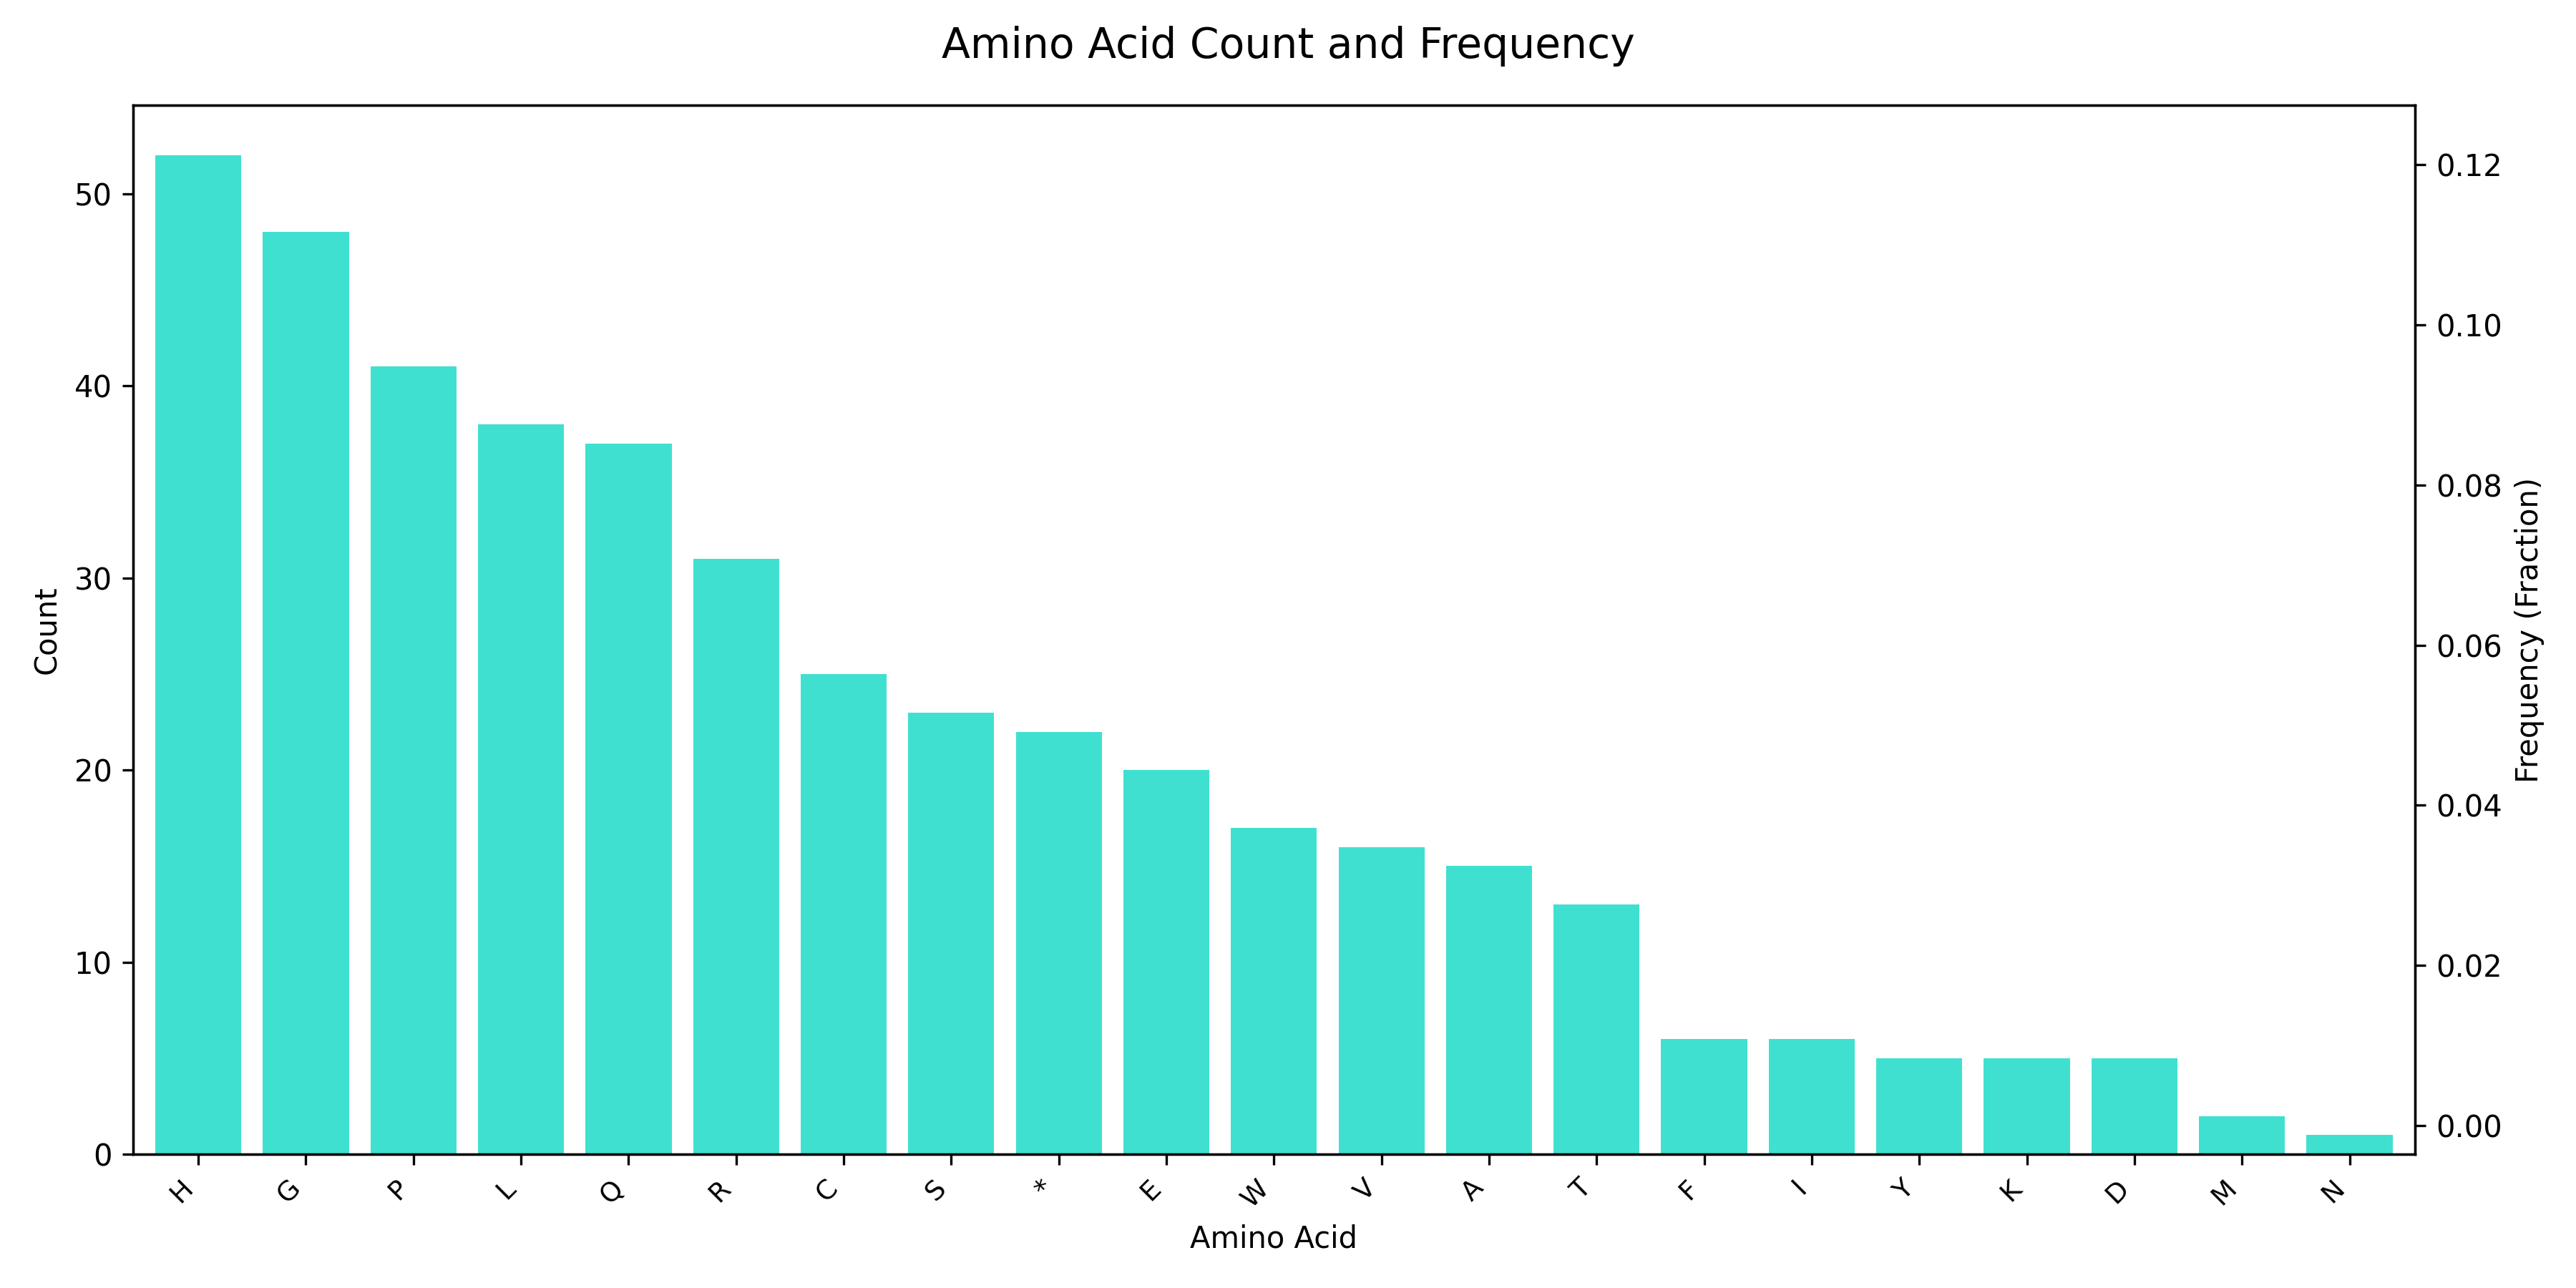 Amino Acid Count and Frequency
Count
50
40
30
20
10
0
0.12
0.10
0.08
0.06
0.04
0.02
0.00
Frequency (Fraction)
H G P L Q R C S * E W V A T F I Y K D M N
Amino Acid